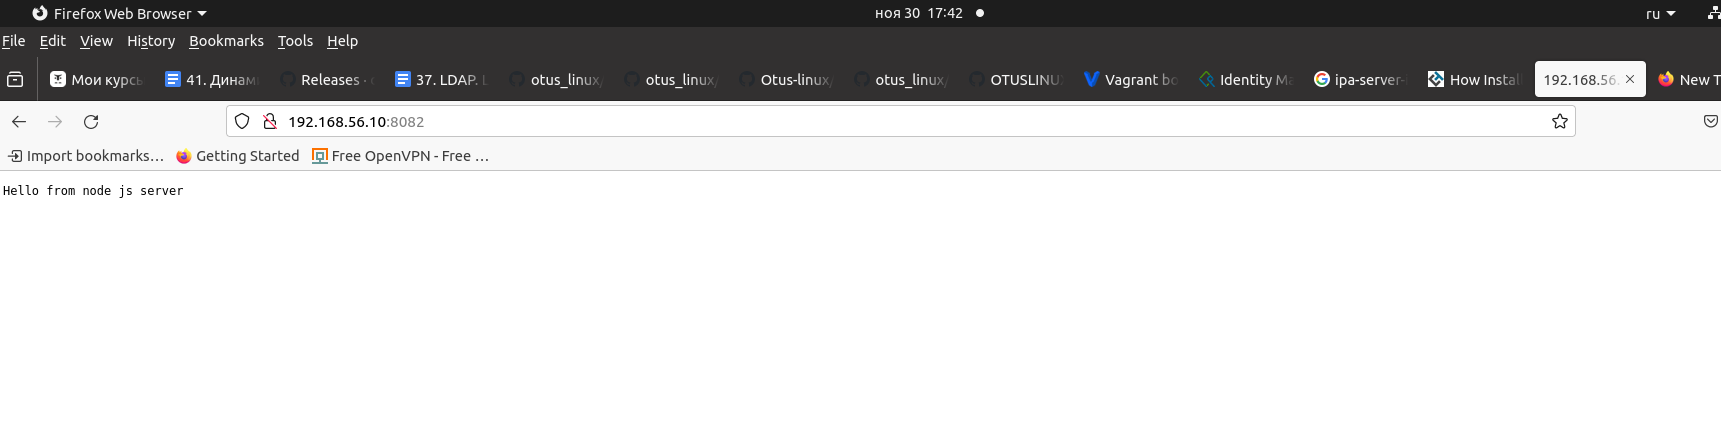 Firefox Web Browser ноя 30 17:42 ru
File Edit View History Bookmarks Tools Help
Мои курсы 41. Динами Releases · 37. LDAP. L otus_linux/ otus_linux/ Otus-linux/ otus_linux/ OTUSLINU Vagrant bo Identity Ma ipa-server- How Install 192.168.56. New T
192.168.56.10:8082
Import bookmarks... Getting Started Free OpenVPN - Free ...
Hello from node js server